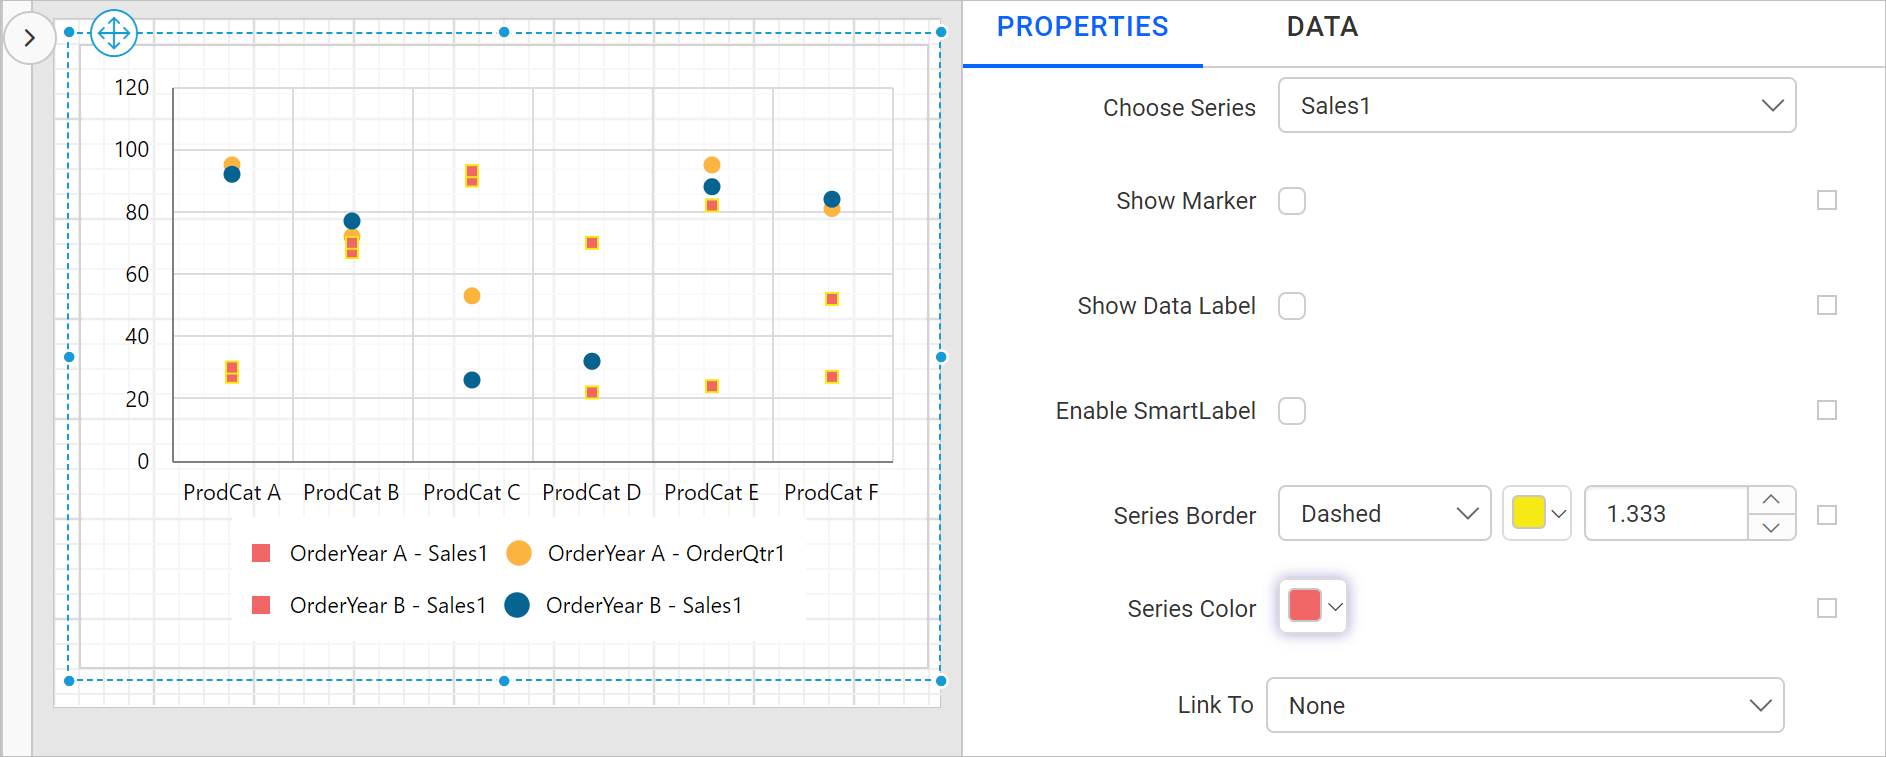 PROPERTIES
DATA
120
100
80
60
40
20
0
ProdCat A
ProdCat B
ProdCat C
ProdCat D
ProdCat E
ProdCat F
OrderYear A - Sales1
OrderYear A - OrderQtr1
OrderYear B - Sales1
OrderYear B - Sales1
Choose Series
Sales1
Show Marker
Show Data Label
Enable SmartLabel
Series Border
Dashed
1.333
Series Color
Link To
None